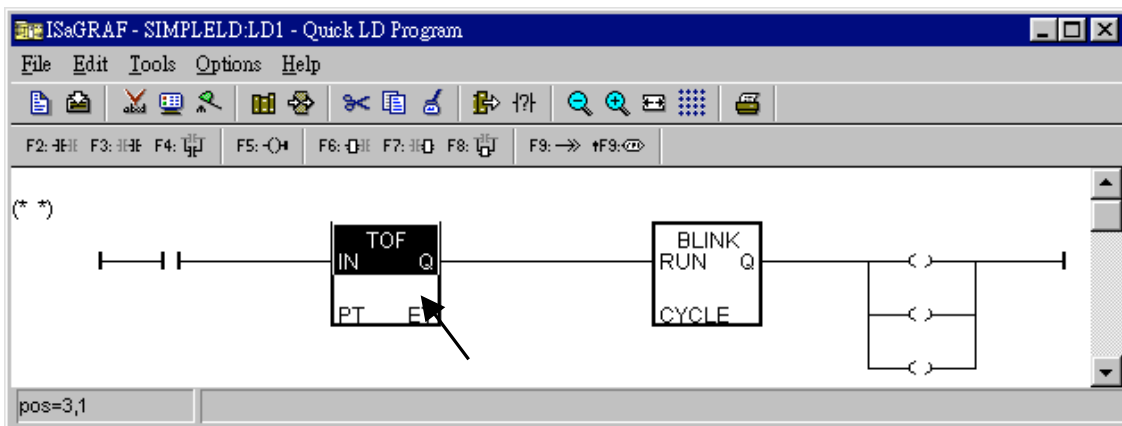 ISaGRAF - SIMPLELD:LD1 - Quick LD Program
File Edit Tools Options Help
F2: F3: F4: F5: F6: F7: F8: F9: F9:
(* *)
TOF
IN Q
PT
BLINK
RUN Q
CYCLE
pos=3,1